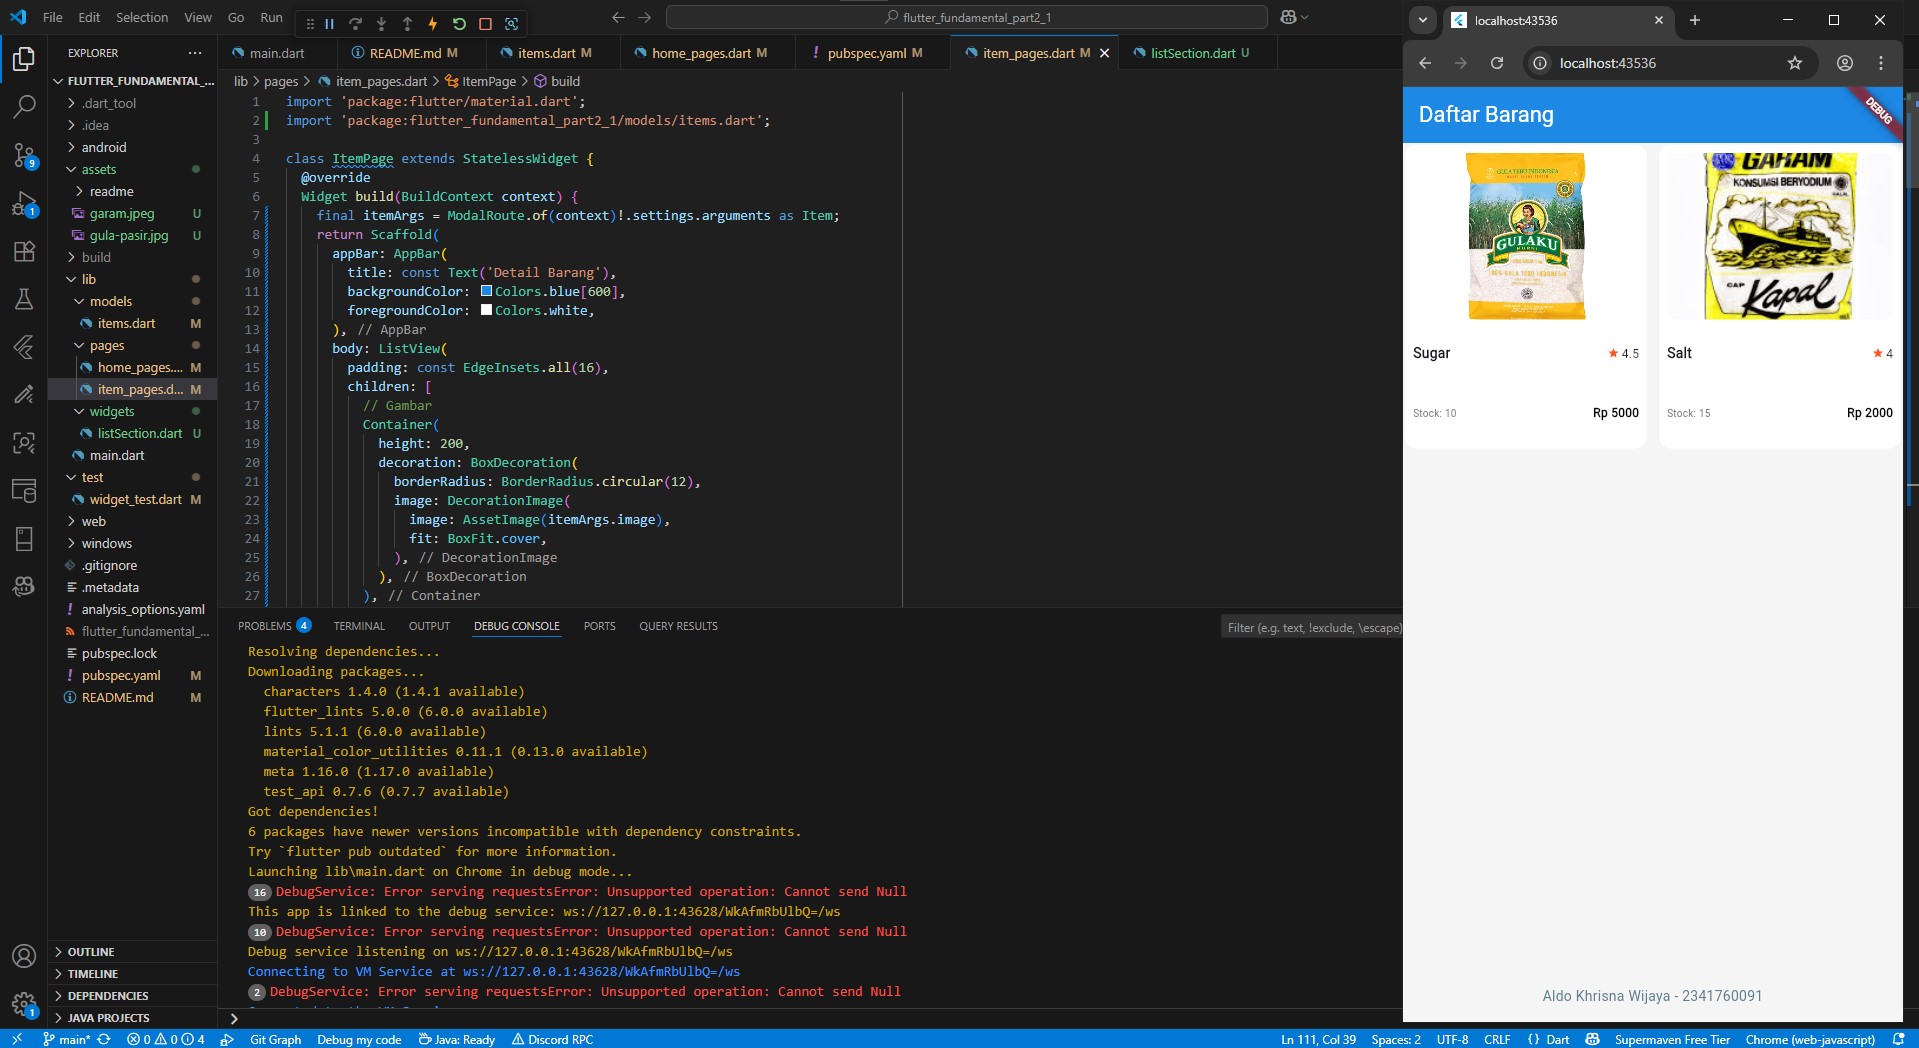 File Edit Selection View Go Run
flutter_fundamental_part2_1
EXPLORER
FLUTTER_FUNDAMENTAL_...
.dart_tool
.idea
android
assets
readme
garam.jpeg U
gula-pasir.jpg U
build
lib
models
items.dart M
pages
home_pages.... M
item_pages.d... M
widgets
listSection.dart U
main.dart
test
widget_test.dart M
web
windows
.gitignore
.metadata
analysis_options.yaml
flutter_fundamental_...
pubspec.lock
pubspec.yaml M
README.md M
OUTLINE
TIMELINE
DEPENDENCIES
JAVA PROJECTS
9
1
1
main.dart README.md M items.dart M home_pages.dart M pubspec.yaml M item_pages.dart M listSection.dart U
lib > pages > item_pages.dart > ItemPage > build
1 import 'package:flutter/material.dart';
2 import 'package:flutter_fundamental_part2_1/models/items.dart';
3
4 class ItemPage extends StatelessWidget {
5 @override
6 Widget build(BuildContext context) {
7 final itemArgs = ModalRoute.of(context)!.settings.arguments as Item;
8 return Scaffold(
9 appBar: AppBar(
10 title: const Text('Detail Barang'),
11 backgroundColor: Colors.blue[600],
12 foregroundColor: Colors.white,
13 ), // AppBar
14 body: ListView(
15 padding: const EdgeInsets.all(16),
16 children: [
17 // Gambar
18 Container(
19 height: 200,
20 decoration: BoxDecoration(
21 borderRadius: BorderRadius.circular(12),
22 image: DecorationImage(
23 image: AssetImage(itemArgs.image),
24 fit: BoxFit.cover,
25 ), // DecorationImage
26 ), // BoxDecoration
27 ), // Container
PROBLEMS 4 TERMINAL OUTPUT DEBUG CONSOLE PORTS QUERY RESULTS
Filter (e.g. text, !exclude, \escape)
Resolving dependencies...
Downloading packages...
characters 1.4.0 (1.4.1 available)
flutter_lints 5.0.0 (6.0.0 available)
lints 5.1.1 (6.0.0 available)
material_color_utilities 0.11.1 (0.13.0 available)
meta 1.16.0 (1.17.0 available)
test_api 0.7.6 (0.7.7 available)
Got dependencies!
6 packages have newer versions incompatible with dependency constraints.
Try `flutter pub outdated` for more information.
Launching lib\main.dart on Chrome in debug mode...
16 DebugService: Error serving requestsError: Unsupported operation: Cannot send Null
This app is linked to the debug service: ws://127.0.0.1:43628/WkAfmRbUlbQ=/ws
10 DebugService: Error serving requestsError: Unsupported operation: Cannot send Null
Debug service listening on ws://127.0.0.1:43628/WkAfmRbUlbQ=/ws
Connecting to VM Service at ws://127.0.0.1:43628/WkAfmRbUlbQ=/ws
2 DebugService: Error serving requestsError: Unsupported operation: Cannot send Null
localhost:43536
localhost:43536
Daftar Barang
DEBUG
GULA TEBU INDONESIA
GULAKU
GARAM
KONSUMSI BERYODIUM
CAP Kapal
Sugar 4.5
Stock: 10 Rp 5000
Salt 4
Stock: 15 Rp 2000
Aldo Khrisna Wijaya - 2341760091
main* 0 0 4 Git Graph Debug my code Java: Ready Discord RPC Ln 111, Col 39 Spaces: 2 UTF-8 CRLF {} Dart Supermaven Free Tier Chrome (web-javascript)